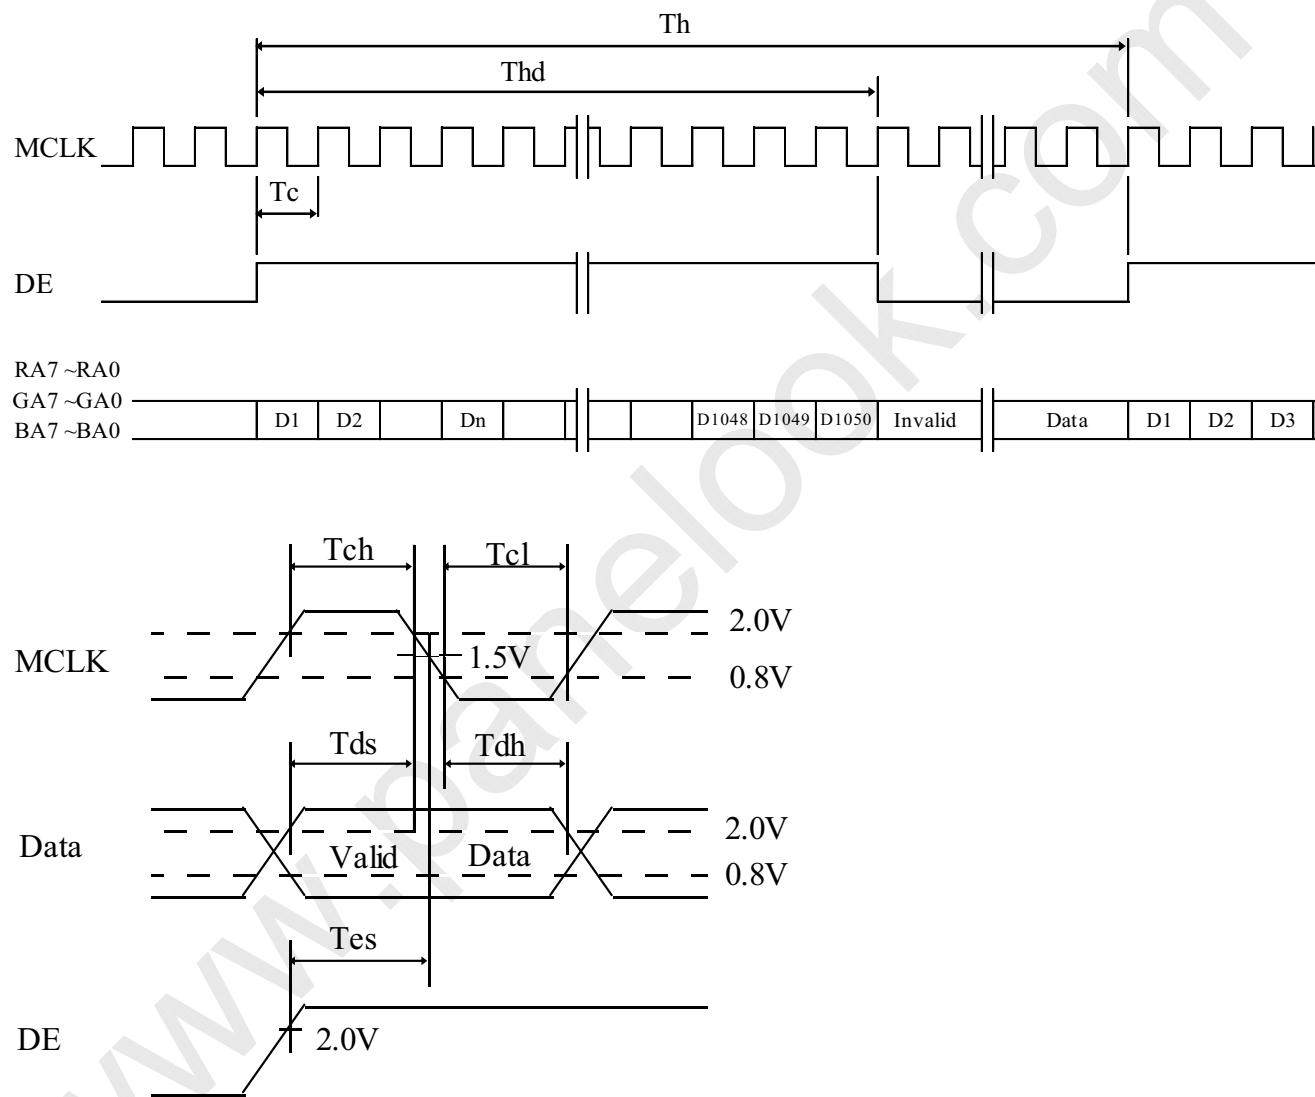 Th
Thd
MCLK
Tc
DE
RA7 ~RA0
GA7 ~GA0
BA7 ~BA0
D1 D2 Dn D1048 D1049 D1050 Invalid Data D1 D2 D3
Tch Tcl
MCLK
2.0V
1.5V
0.8V
Tds Tdh
Data
Valid Data
2.0V
0.8V
Tes
DE
2.0V
www.panelook.com